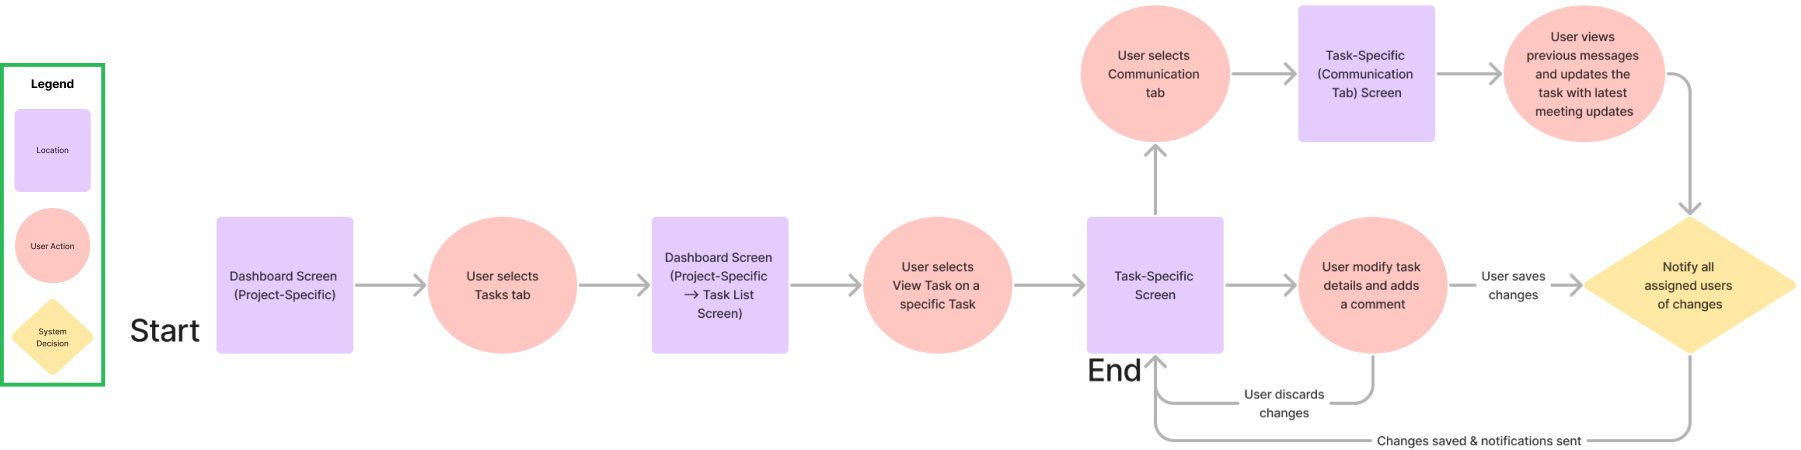 Legend
Location
User Action
System
Decision
Start
Dashboard Screen
(Project-Specific)
User selects
Tasks tab
Dashboard Screen
(Project-Specific
→ Task List
Screen)
User selects
View Task on a
specific Task
Task-Specific
Screen
End
User selects
Communication
tab
Task-Specific
(Communication
Tab) Screen
User views
previous messages
and updates the
task with latest
meeting updates
User modify task
details and adds
a comment
User saves
changes
Notify all
assigned users
of changes
User discards
changes
Changes saved & notifications sent